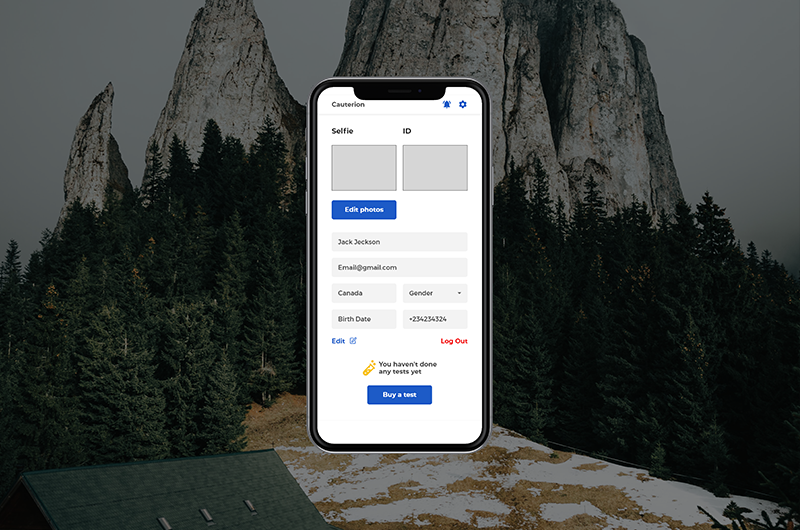 Cauterion
Selfie ID
Edit photos
Jack Jeckson
Email@gmail.com
Canada Gender
Birth Date +234234324
Edit Log Out
You haven't done
any tests yet
Buy a test